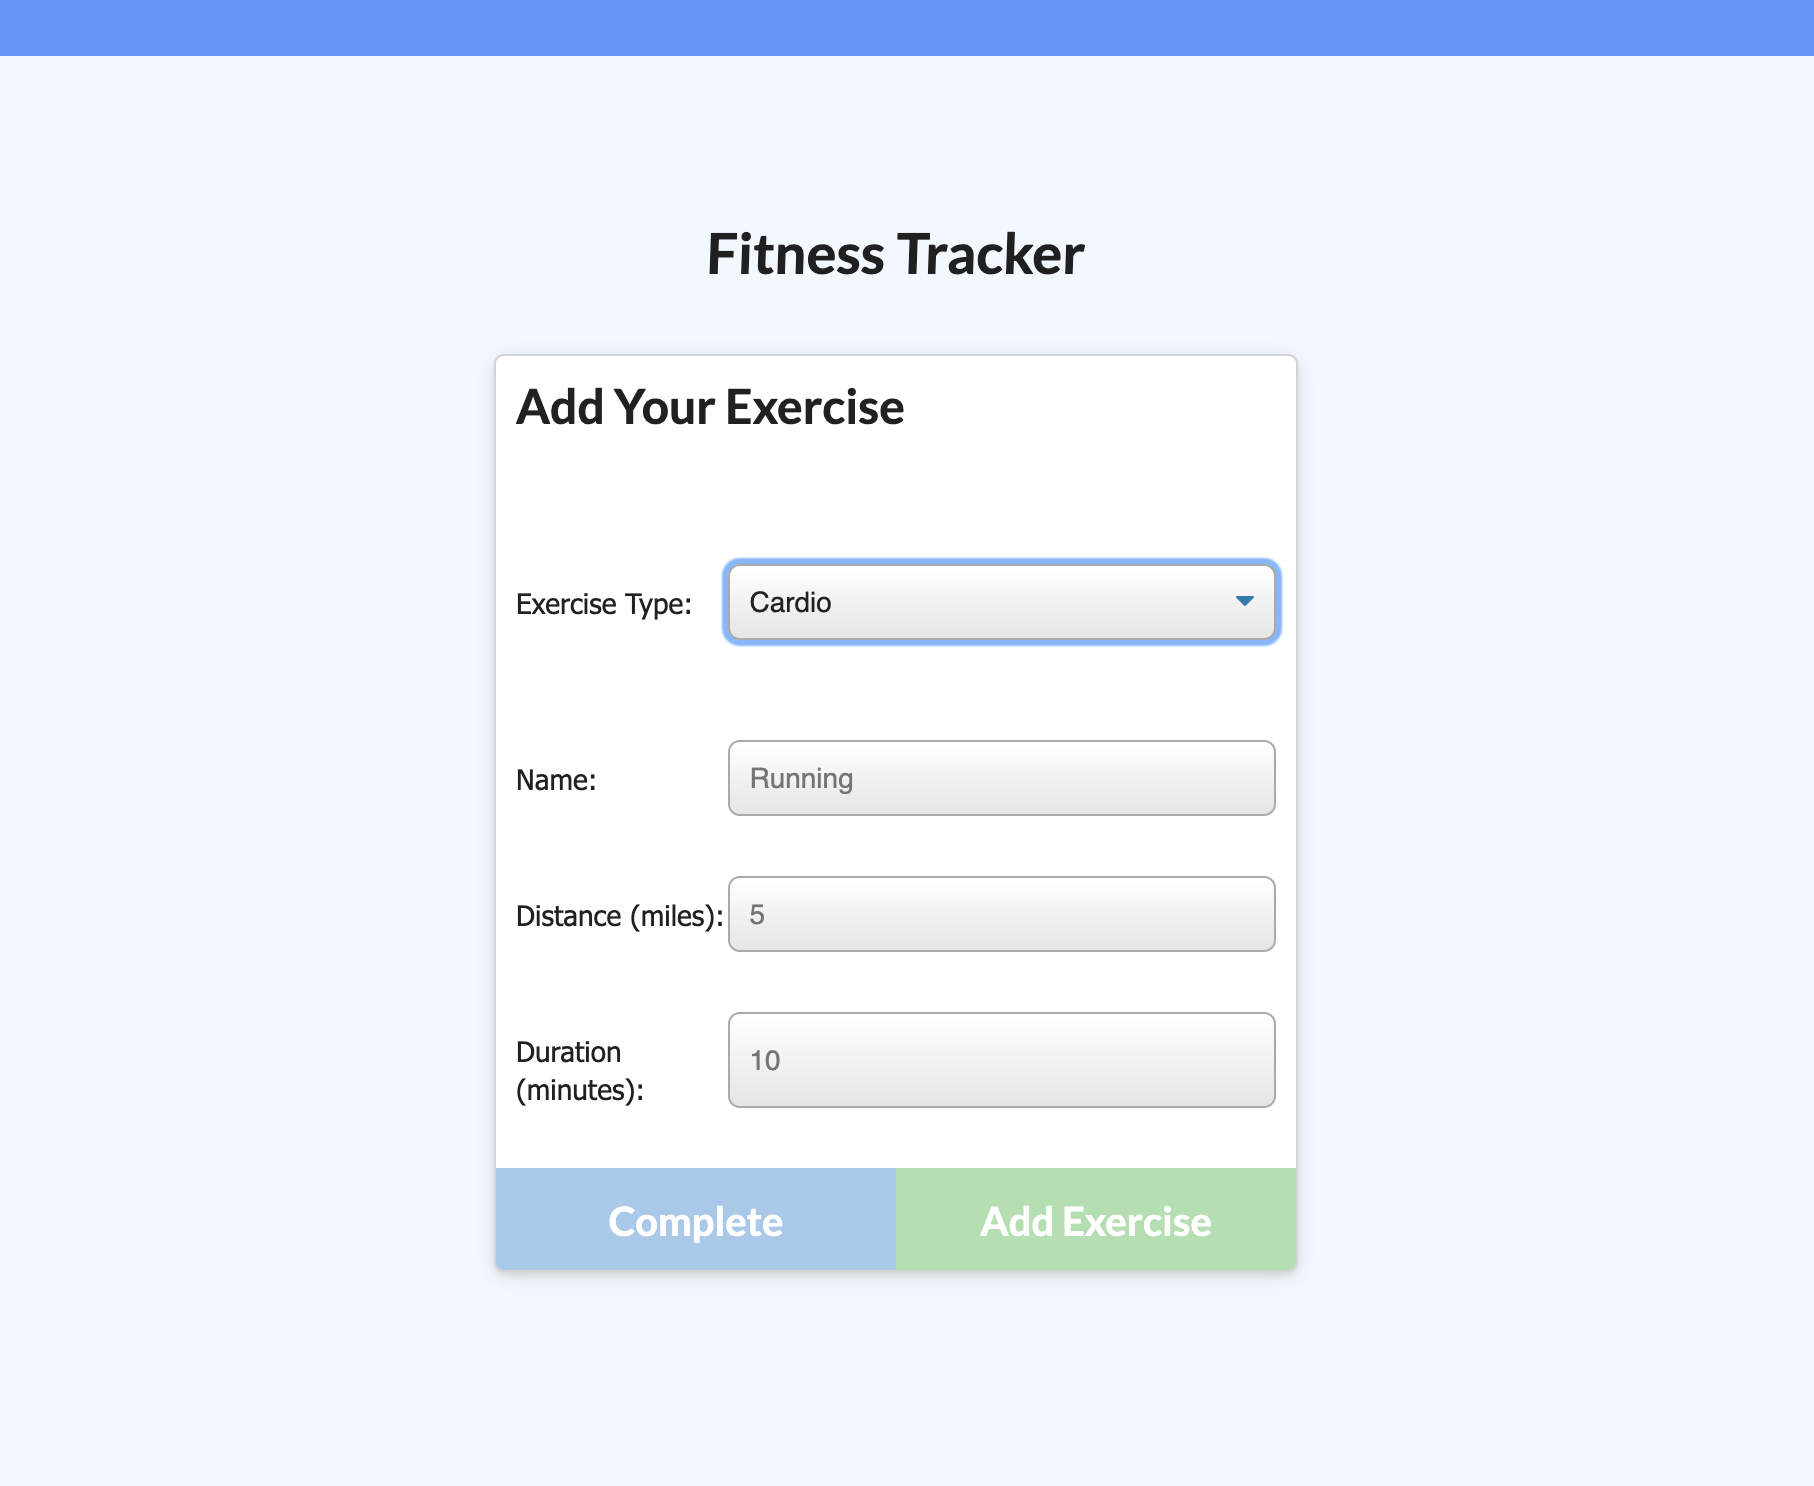 Fitness Tracker
Add Your Exercise
Exercise Type: Cardio
Name: Running
Distance (miles): 5
Duration
(minutes): 10
Complete Add Exercise